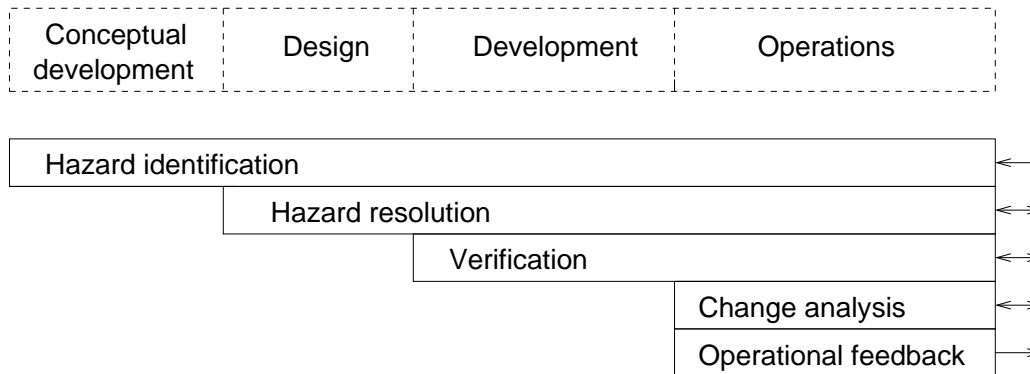 Conceptual
development
Design
Development
Operations
Hazard identification
Hazard resolution
Verification
Change analysis
Operational feedback